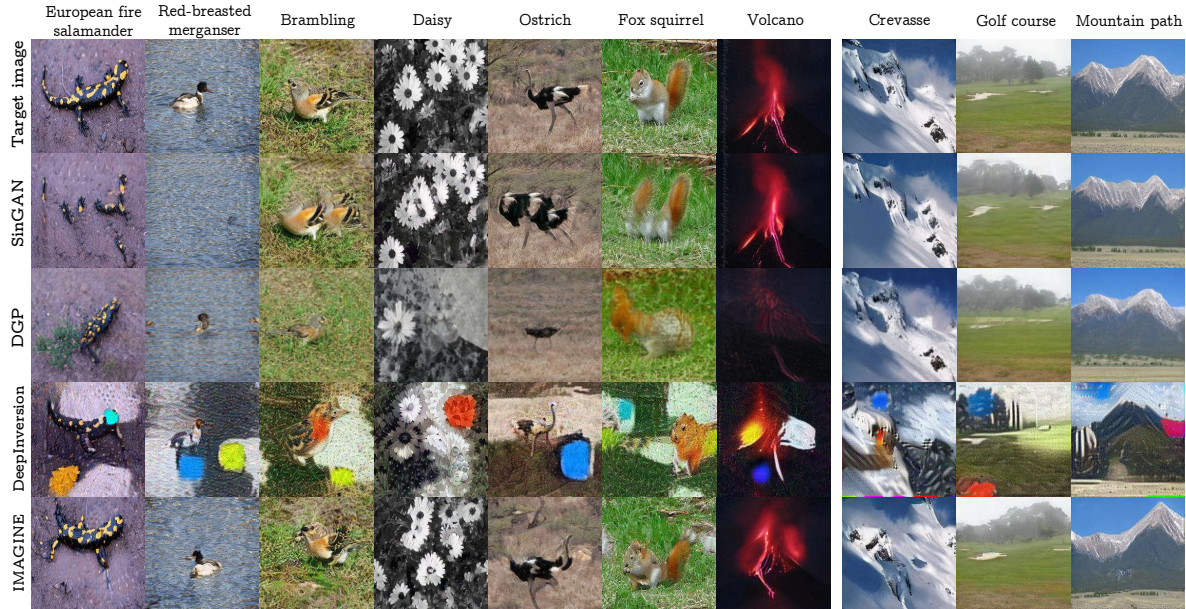 European fire
salamander
Red-breasted
merganser
Brambling
Daisy
Ostrich
Fox squirrel
Volcano
Crevasse
Golf course
Mountain path
Target image
SinGAN
DGP
DeepInversion
IMAGINE